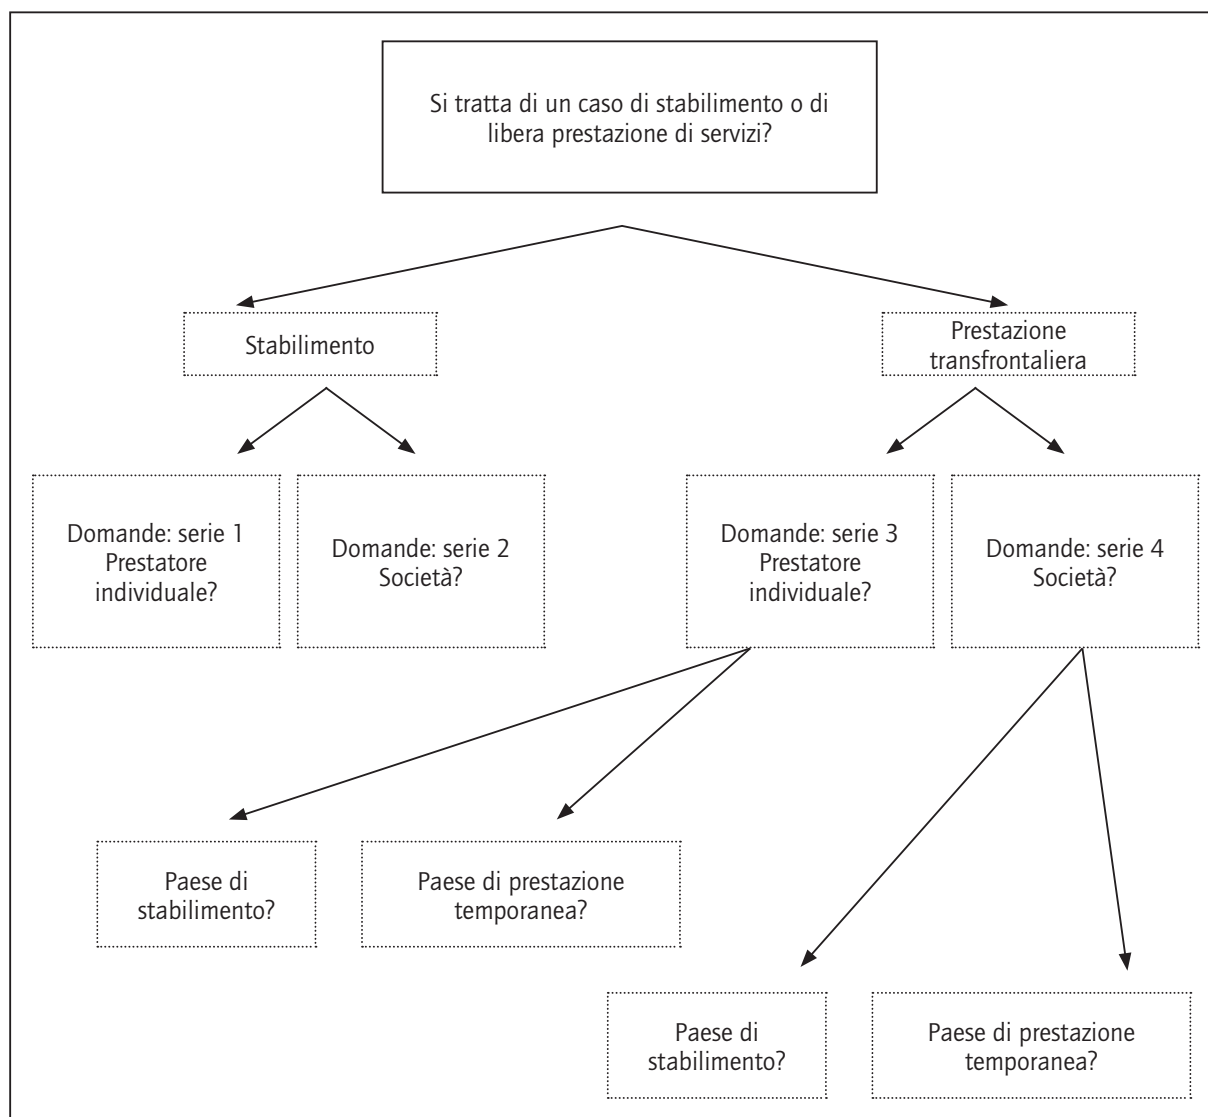 Si tratta di un caso di stabilimento o di
libera prestazione di servizi?
Stabilimento
Prestazione
transfrontaliera
Domande: serie 1
Prestatore
individuale?
Domande: serie 2
Società?
Domande: serie 3
Prestatore
individuale?
Domande: serie 4
Società?
Paese di
stabilimento?
Paese di prestazione
temporanea?
Paese di
stabilimento?
Paese di prestazione
temporanea?